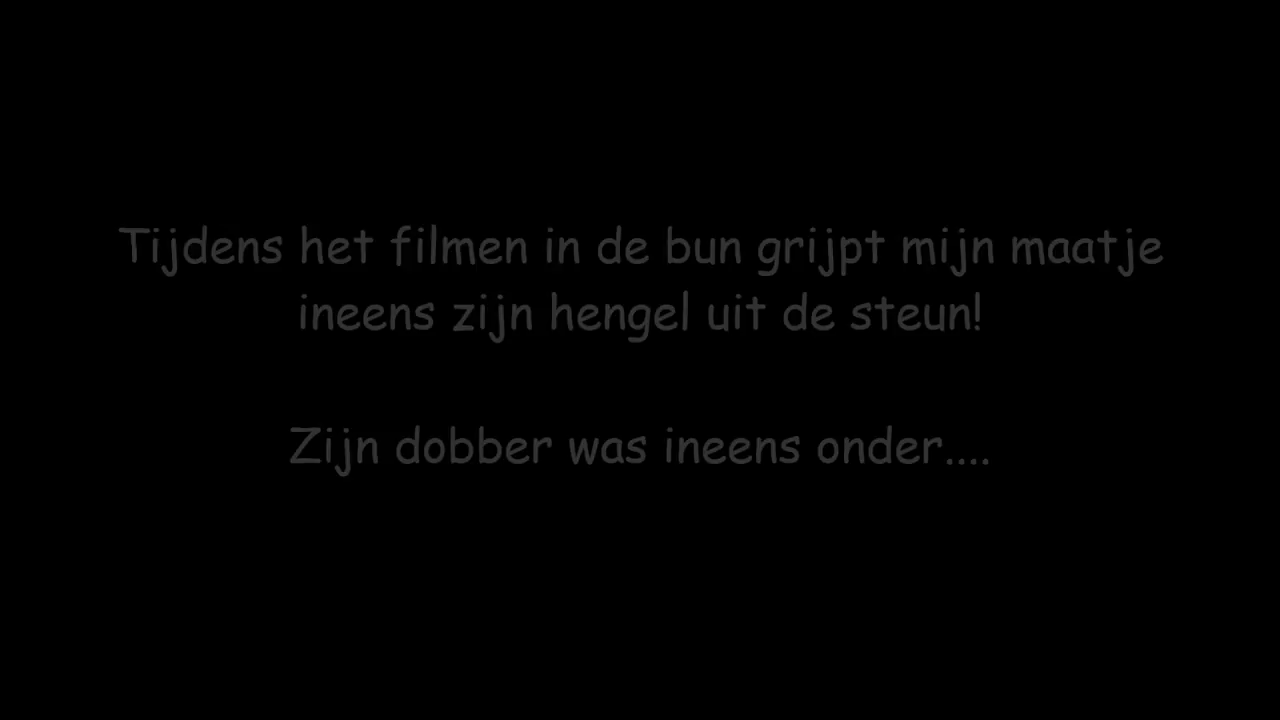 Tijdens het filmen in de bun grijpt mijn maatje
ineens zijn hengel uit de steun!
Zijn dobber was ineens onder....